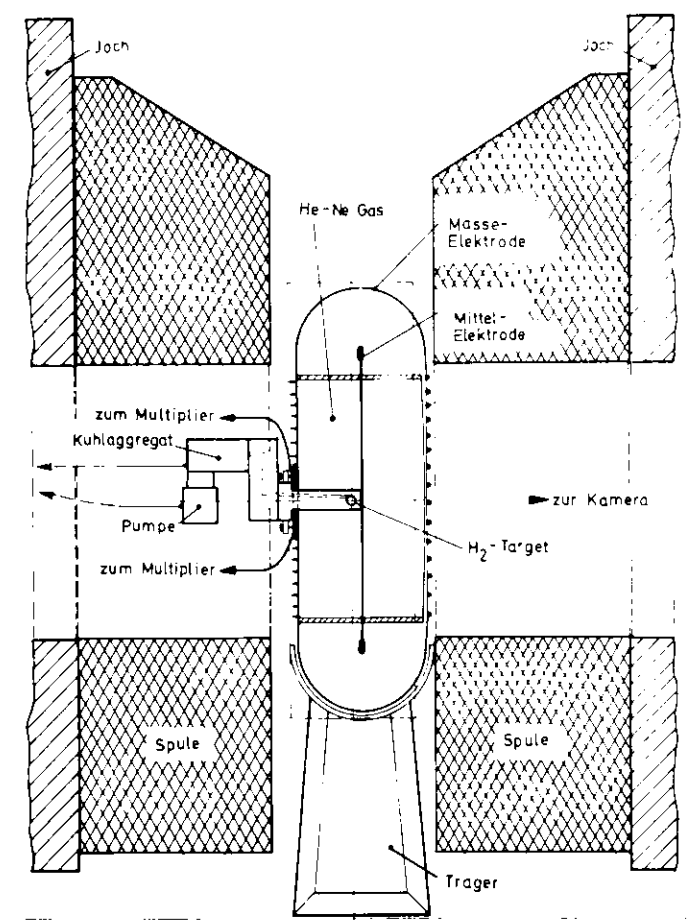 Joch
Joch
He-Ne Gas
Masse-
Elektrode
Mittel-
Elektrode
zum Multiplier
Kuhlaggregat
Pumpe
zur Kamera
H₂-Target
zum Multiplier
Spule
Spule
Trager